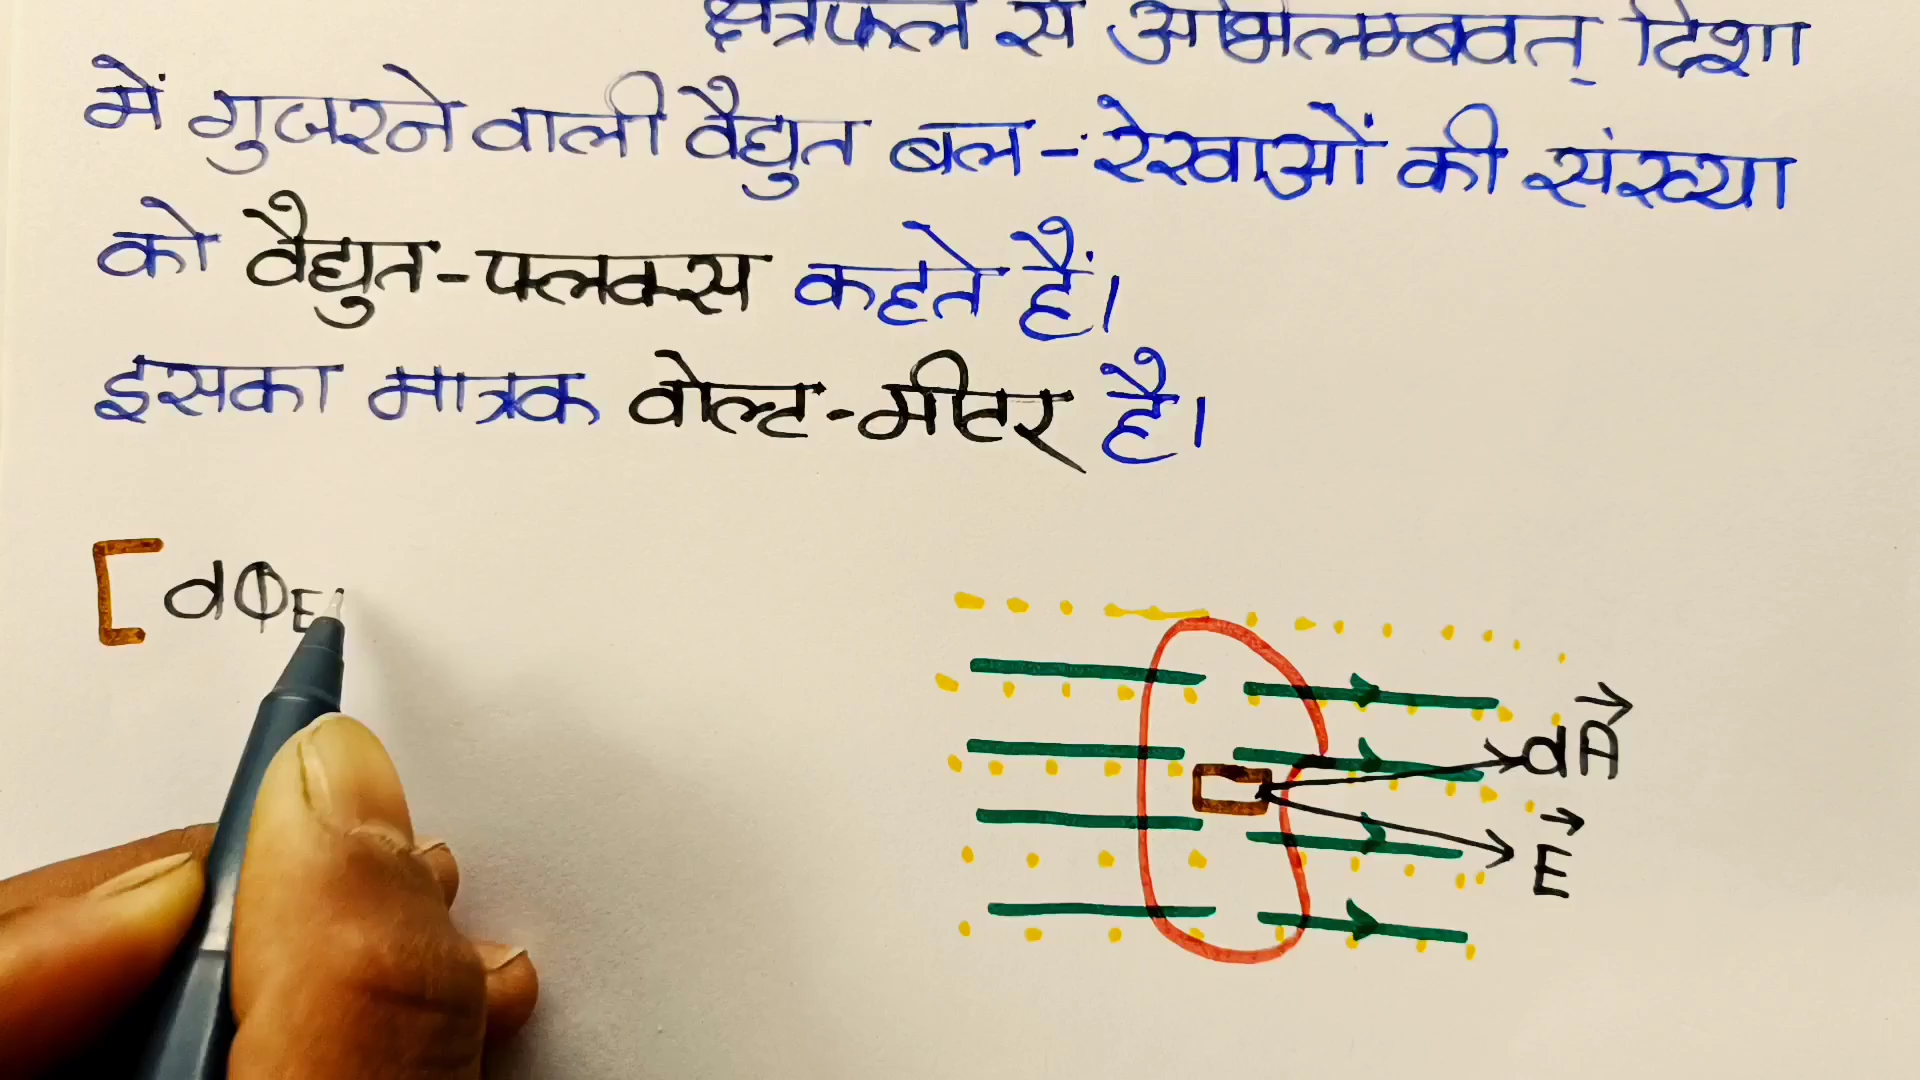 क्षेत्रफल से अभिलम्बवत् दिशा
में गुजरने वाली वैद्युत बल-रेखाओं की संख्या
को वैद्युत-फ्लक्स कहते हैं।
इसका मात्रक वोल्ट-मीटर है।
[ dΦE
dA→
E→